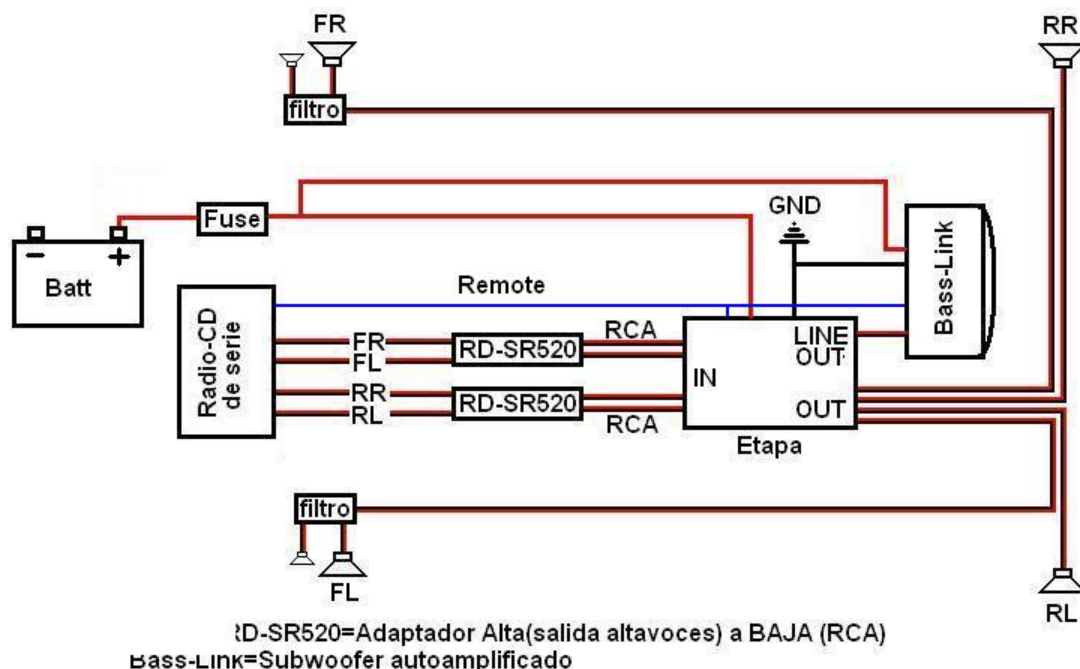 FR
RR
filtro
GND
Fuse
- +
Batt
Bass-Link
Remote
Radio-CD
de serie
FR
FL
RR
RL
RD-SR520
RD-SR520
RCA
RCA
LINE
OUT
IN
OUT
Etapa
filtro
FL
RL
RD-SR520=Adaptador Alta(salida altavoces) a BAJA (RCA)
Bass-Link=Subwoofer autoamplificado